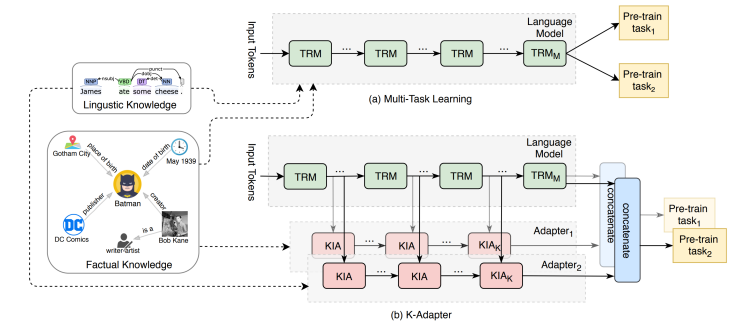 Input Tokens
Language
Model
TRM
...
TRM
...
TRM
...
TRM_M
Pre-train
task_1
Pre-train
task_2
(a) Multi-Task Learning
punct
dobj
nsubj
det
NNP
VBD
DT
NN
.
James ate some cheese .
Lingustic Knowledge
Gotham City
place of birth
date of birth
May 1939
Batman
publisher
creator
DC
DC Comics
is a
Bob Kane
writer-artist
Factual Knowledge
Input Tokens
Language
Model
TRM
...
TRM
...
TRM
...
TRM_M
Adapter_1
KIA
...
KIA
...
KIA_K
Adapter_2
KIA
...
KIA
...
KIA_K
concatenate
concatenate
Pre-train
task_1
Pre-train
task_2
(b) K-Adapter